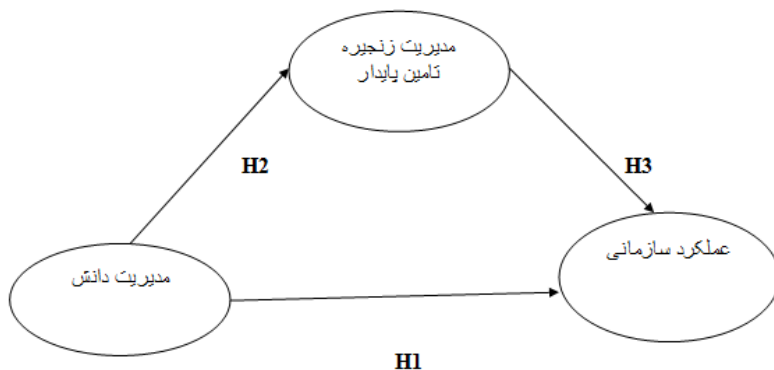 مدیریت زنجیره
تامین پایدار
H2
H3
عملکرد سازمانی
مدیریت دانش
H1